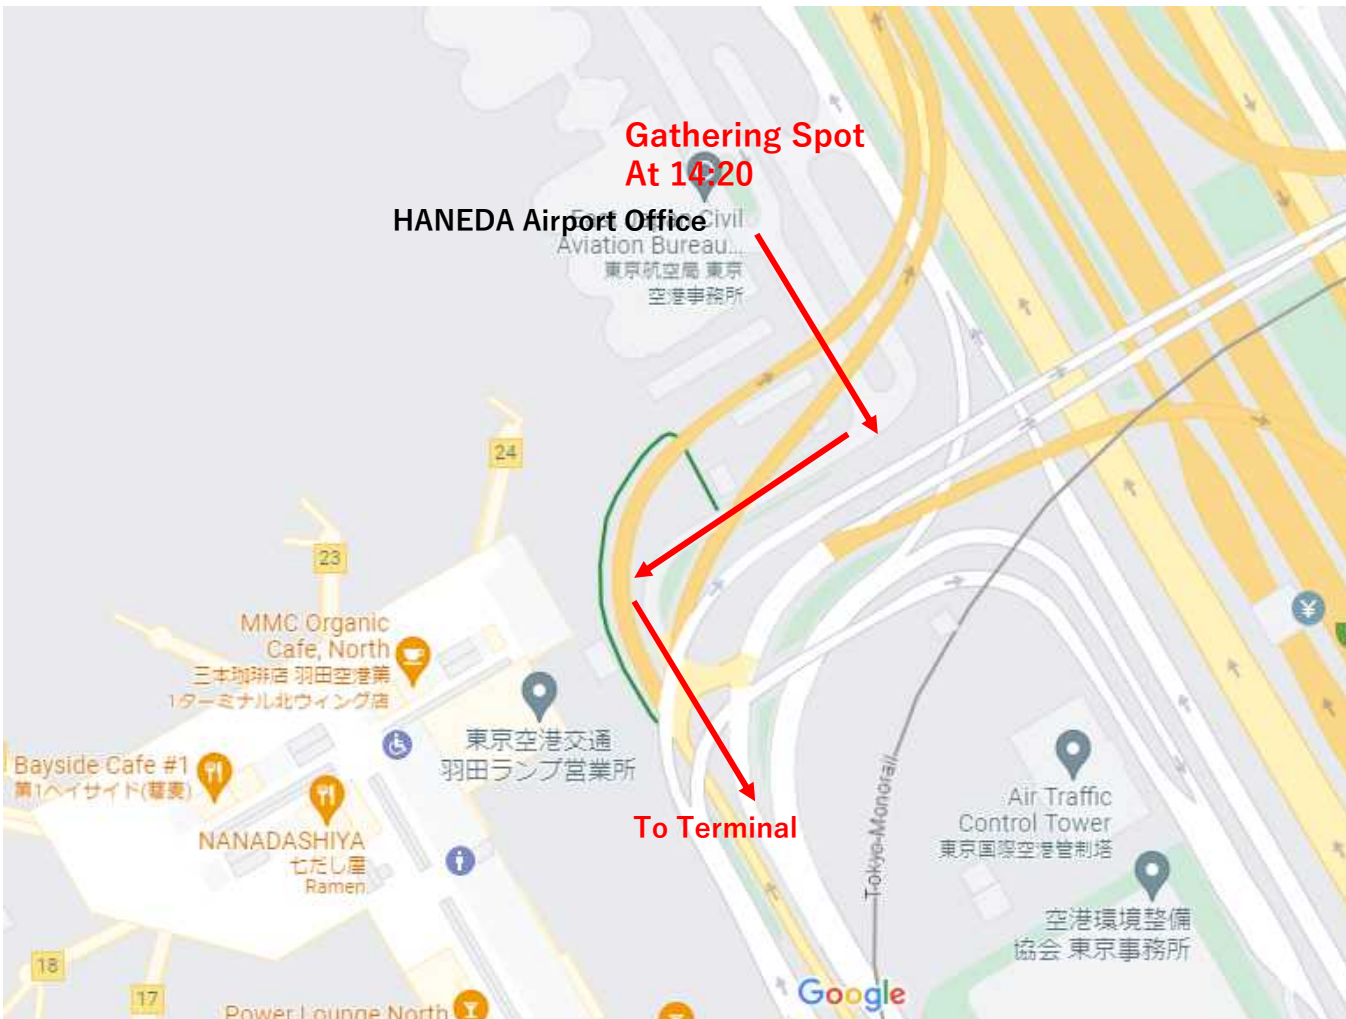 Gathering Spot
At 14:20
HANEDA Airport Office
East Japan Civil
Aviation Bureau...
東京航空局 東京
空港事務所
24
23
MMC Organic
Cafe, North
三本珈琲店 羽田空港第
1ターミナル北ウィング店
Bayside Cafe #1
第1ベイサイド(蕎麦)
NANADASHIYA
七だし屋
Ramen
東京空港交通
羽田ランプ営業所
To Terminal
Tokyo Monorail
Air Traffic
Control Tower
東京国際空港管制塔
空港環境整備
協会 東京事務所
18
17
Power Lounge North
Google
¥